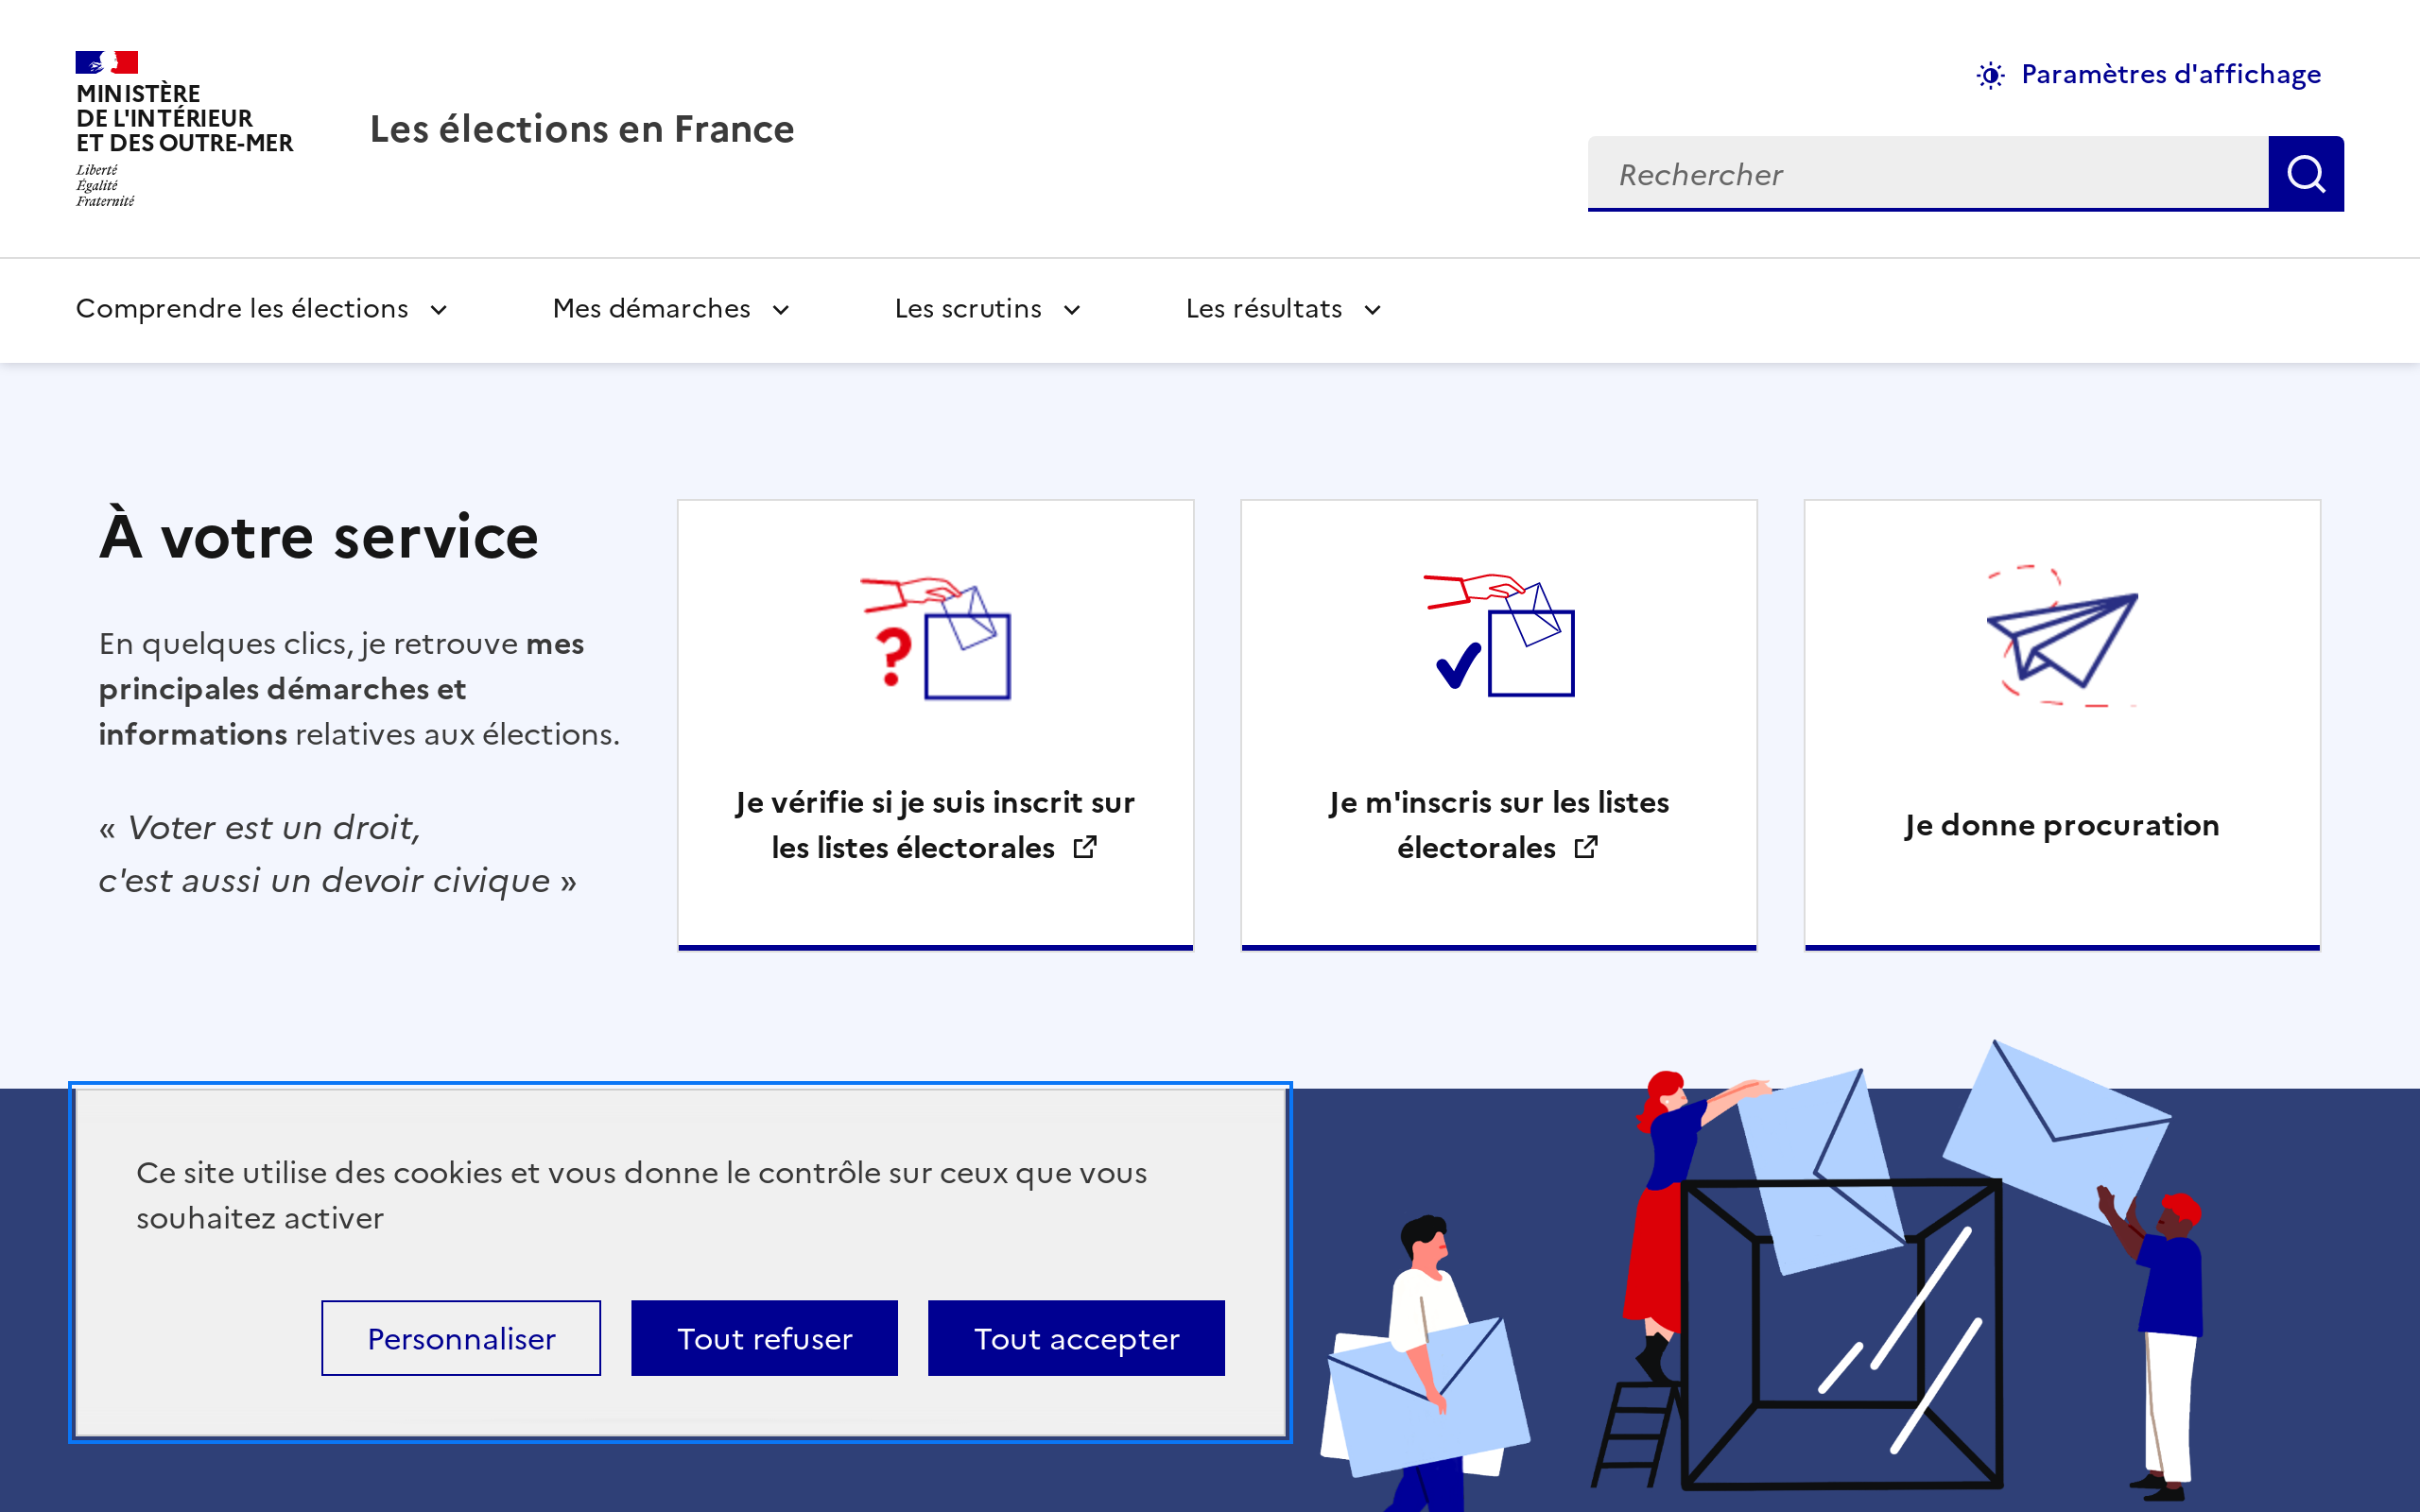 MINISTÈRE
DE L'INTÉRIEUR
ET DES OUTRE-MER
Liberté
Égalité
Fraternité
Les élections en France
Paramètres d'affichage
Rechercher
Comprendre les élections
Mes démarches
Les scrutins
Les résultats
À votre service
En quelques clics, je retrouve mes
principales démarches et
informations relatives aux élections.
« Voter est un droit,
c'est aussi un devoir civique »
Je vérifie si je suis inscrit sur
les listes électorales
Je m'inscris sur les listes
électorales
Je donne procuration
Ce site utilise des cookies et vous donne le contrôle sur ceux que vous
souhaitez activer
Personnaliser
Tout refuser
Tout accepter